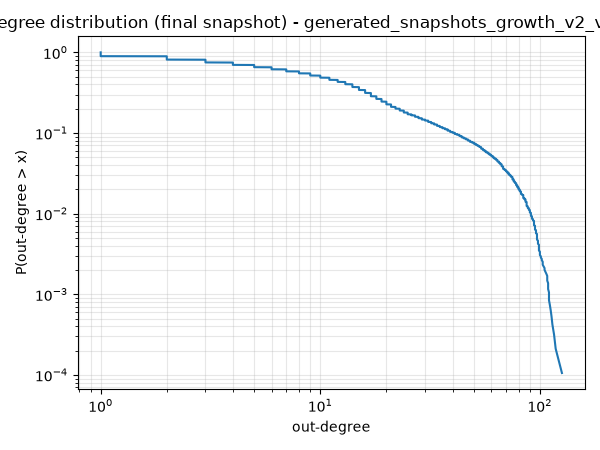 egree distribution (final snapshot) - generated_snapshots_growth_v2_v
10⁰
10⁻¹
10⁻²
10⁻³
10⁻⁴
P(out-degree > x)
10⁰ 10¹ 10²
out-degree